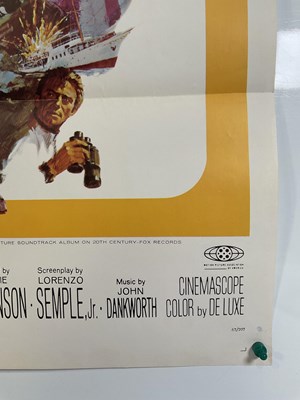 TURE SOUNDTRACK ALBUM ON 20TH CENTURY-FOX RECORDS
by
IE
NSON ·
Screenplay by
LORENZO
SEMPLE, Jr. ·
Music by
JOHN
DANKWORTH
CINEMASCOPE
COLOR by DE LUXE